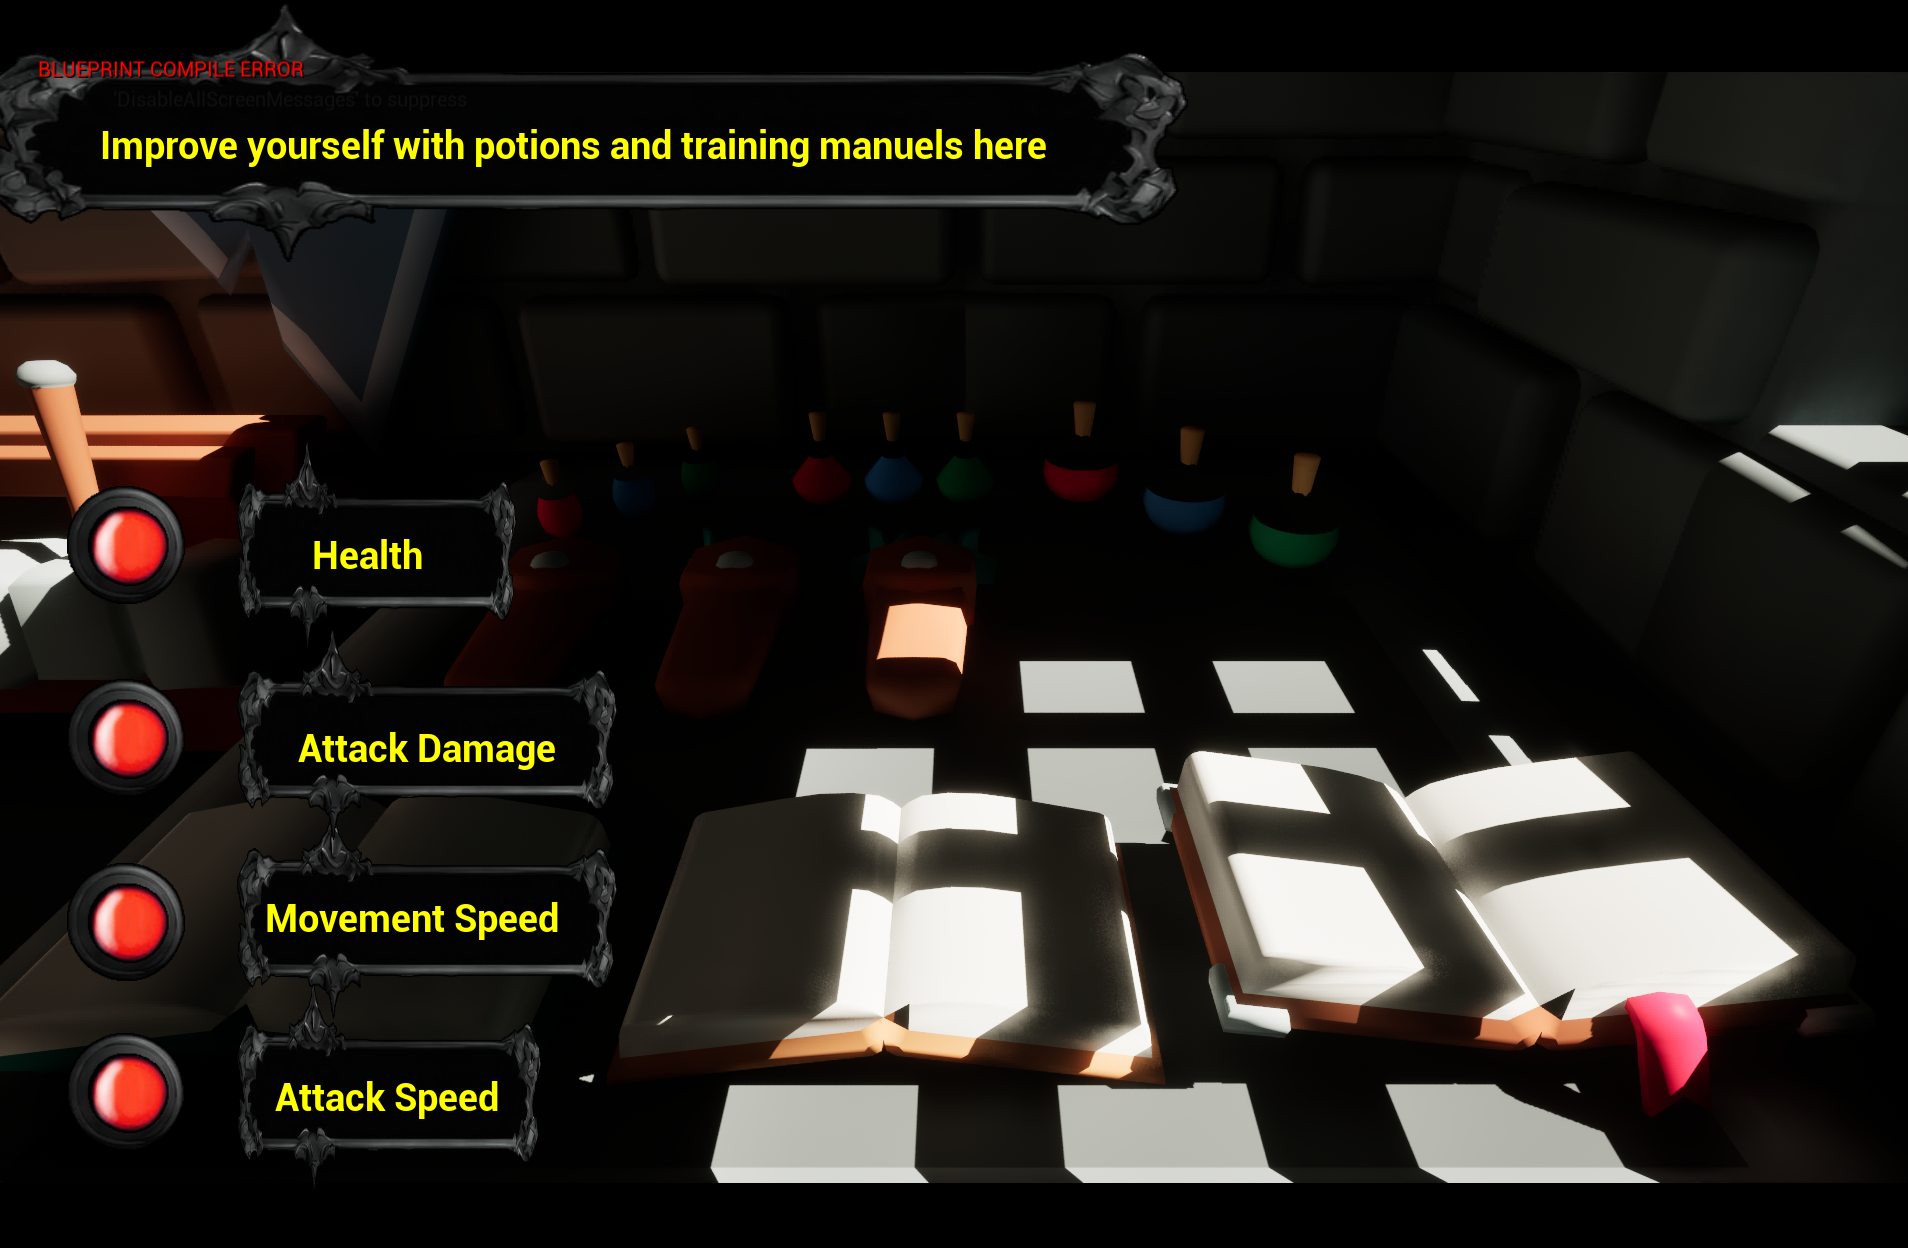 BLUEPRINT COMPILE ERROR
'DisableAllScreenMessages' to suppress
Improve yourself with potions and training manuels here
Health
Attack Damage
Movement Speed
Attack Speed